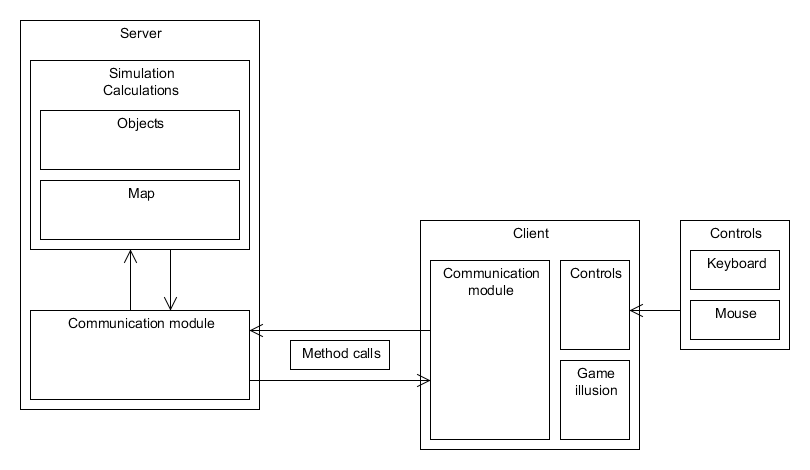 Server
Simulation
Calculations
Objects
Map
Communication module
Method calls
Client
Communication
module
Controls
Game
illusion
Controls
Keyboard
Mouse